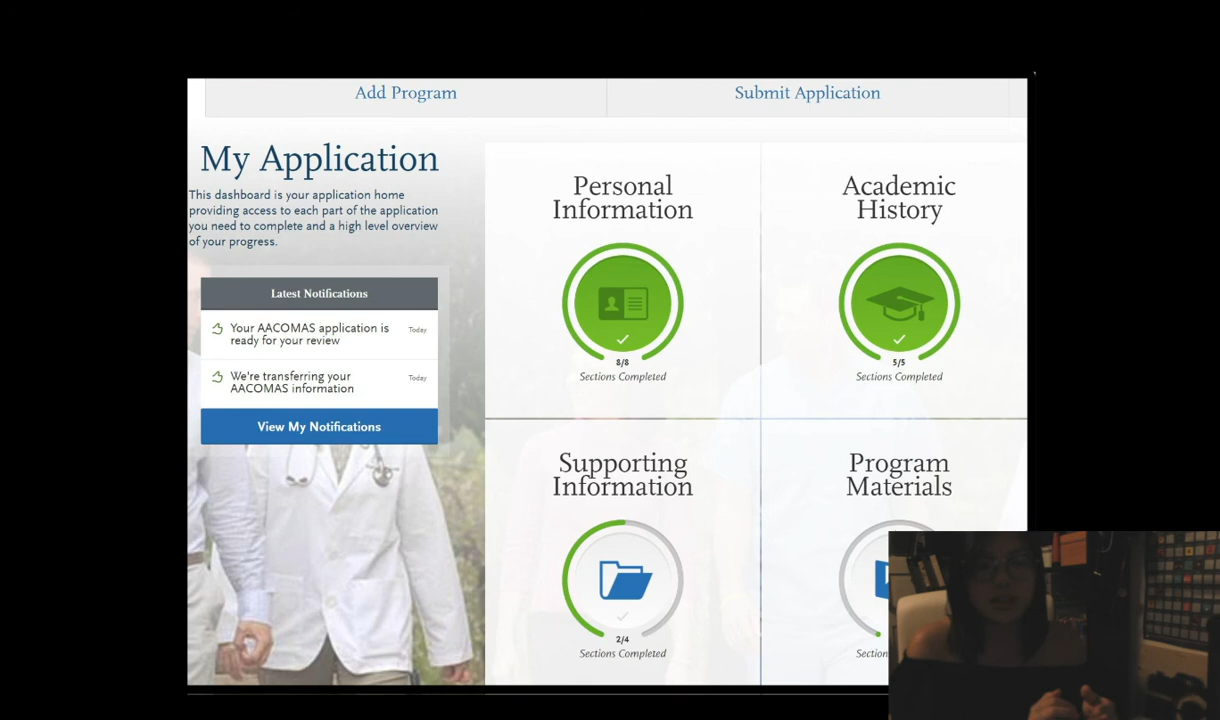 Add Program
Submit Application
My Application
This dashboard is your application home
providing access to each part of the application
you need to complete and a high level overview
of your progress.
Latest Notifications
Your AACOMAS application is
ready for your review
Today
We're transferring your
AACOMAS information
Today
View My Notifications
Personal
Information
8/8
Sections Completed
Academic
History
5/5
Sections Completed
Supporting
Information
2/4
Sections Completed
Program
Materials